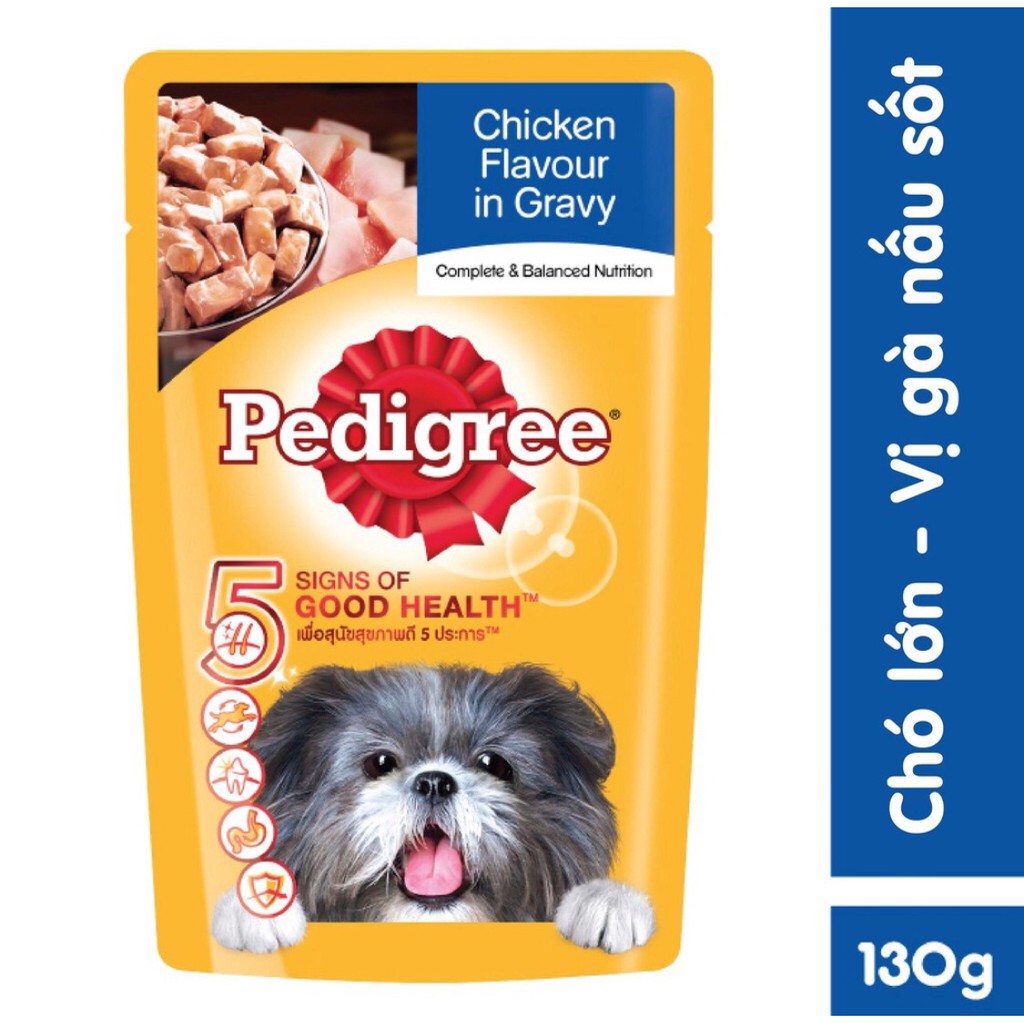 Chicken
Flavour
in Gravy
Complete & Balanced Nutrition
Pedigree®
5 SIGNS OF
GOOD HEALTH™
เพื่อสุนัขสุขภาพดี 5 ประการ™
Chó lớn - Vị gà nấu sốt
130g